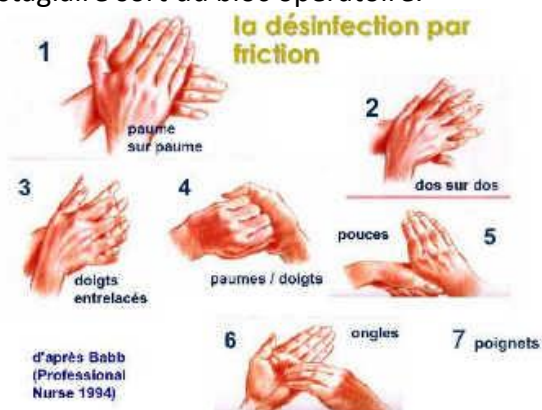 la désinfection par
friction
1
paume
sur paume
2
dos sur dos
3
doigts
entrelacés
4
paumes / doigts
pouces
5
6
ongles
7 poignets
d'après Babb
(Professional
Nurse 1994)